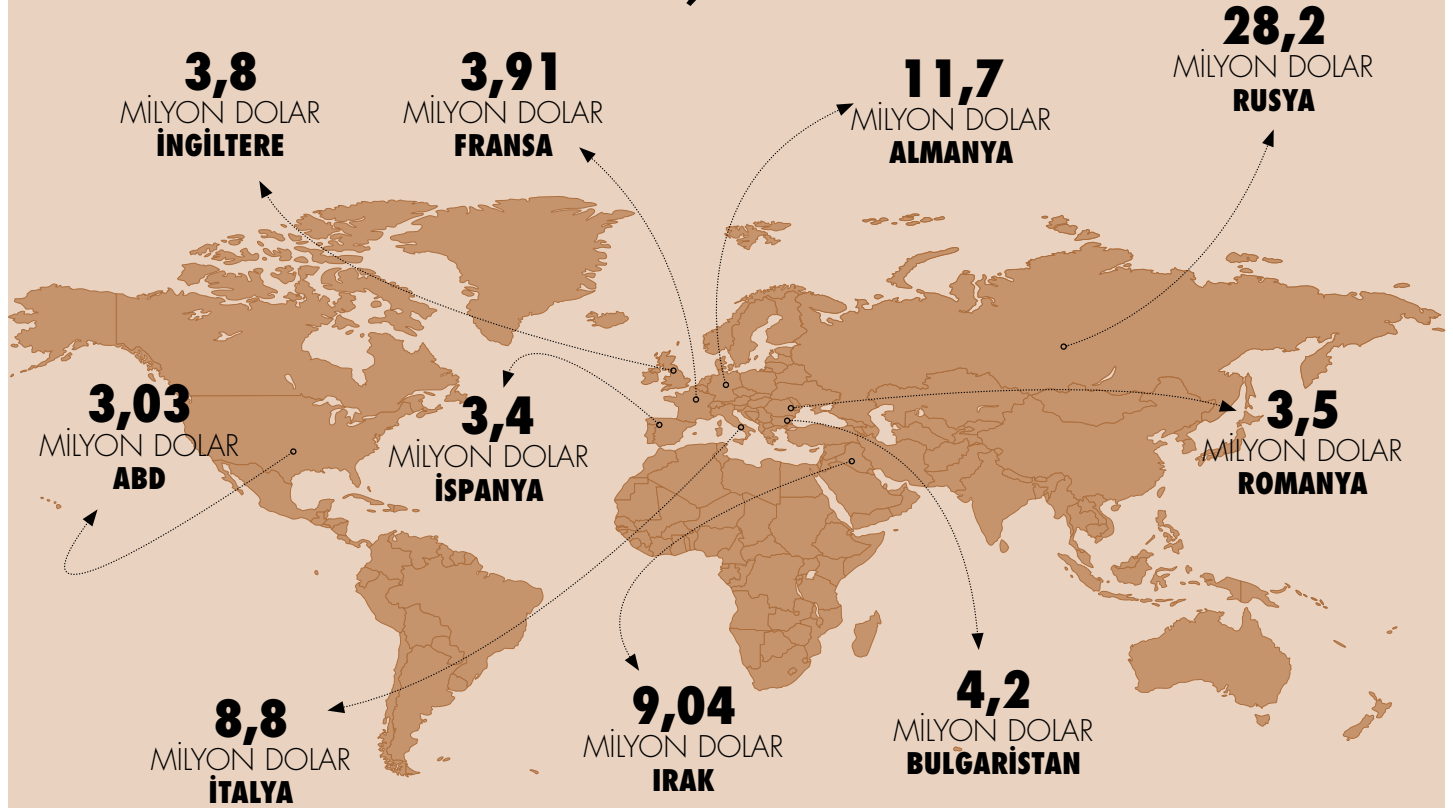 28,2
MİLYON DOLAR
RUSYA
3,8
MİLYON DOLAR
İNGİLTERE
3,91
MİLYON DOLAR
FRANSA
11,7
MİLYON DOLAR
ALMANYA
3,03
MİLYON DOLAR
ABD
3,4
MİLYON DOLAR
İSPANYA
3,5
MİLYON DOLAR
ROMANYA
8,8
MİLYON DOLAR
İTALYA
9,04
MİLYON DOLAR
IRAK
4,2
MİLYON DOLAR
BULGARİSTAN